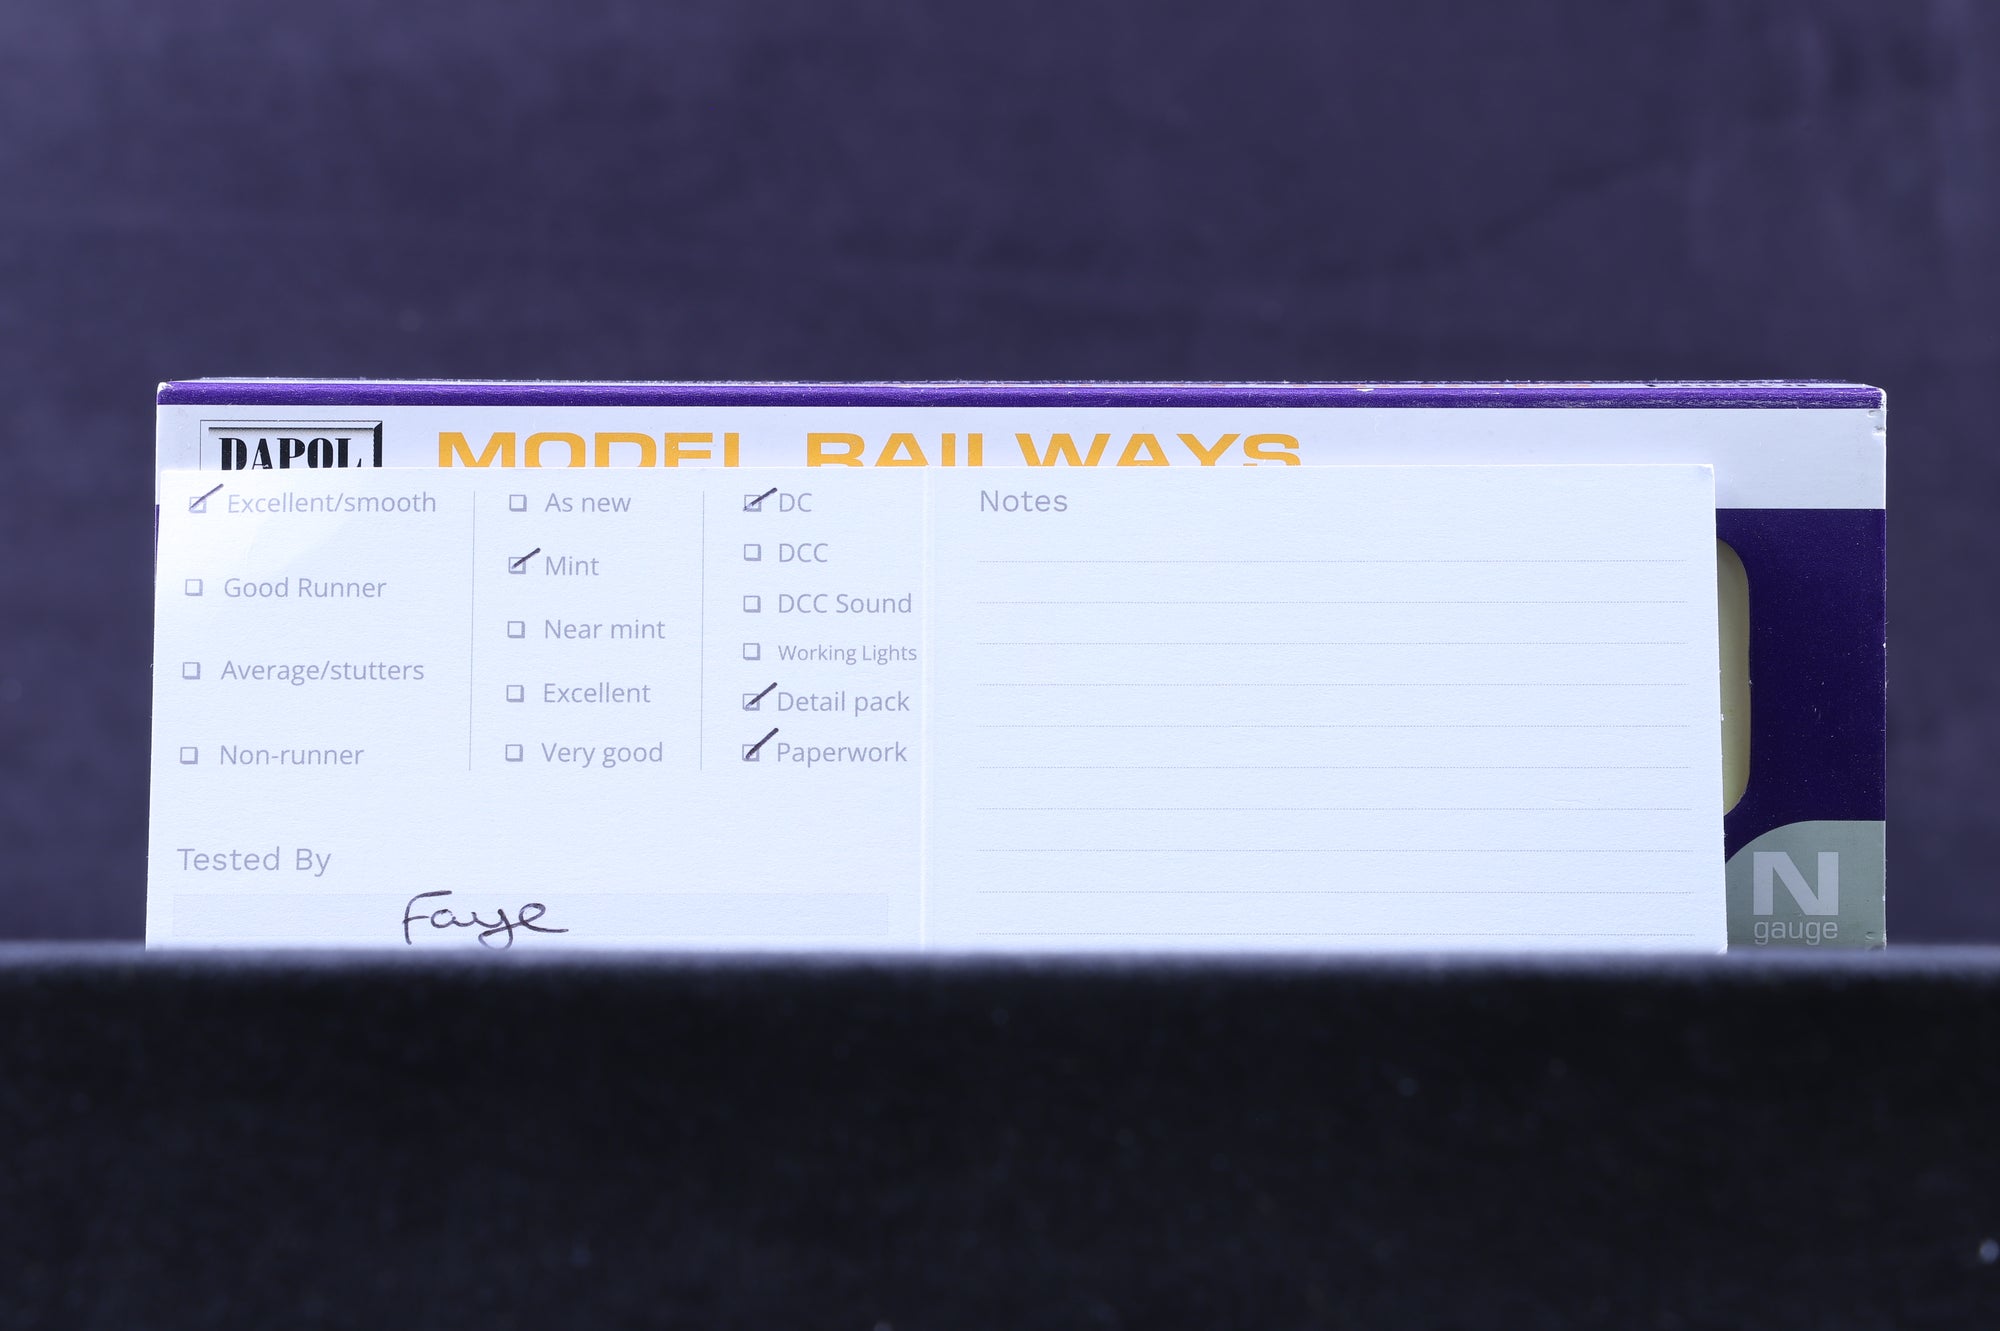 DAPOL MODEL RAILWAYS
Excellent/smooth
Good Runner
Average/stutters
Non-runner
As new
Mint
Near mint
Excellent
Very good
DC
DCC
DCC Sound
Working Lights
Detail pack
Paperwork
Tested By
Faye
Notes
N
gauge